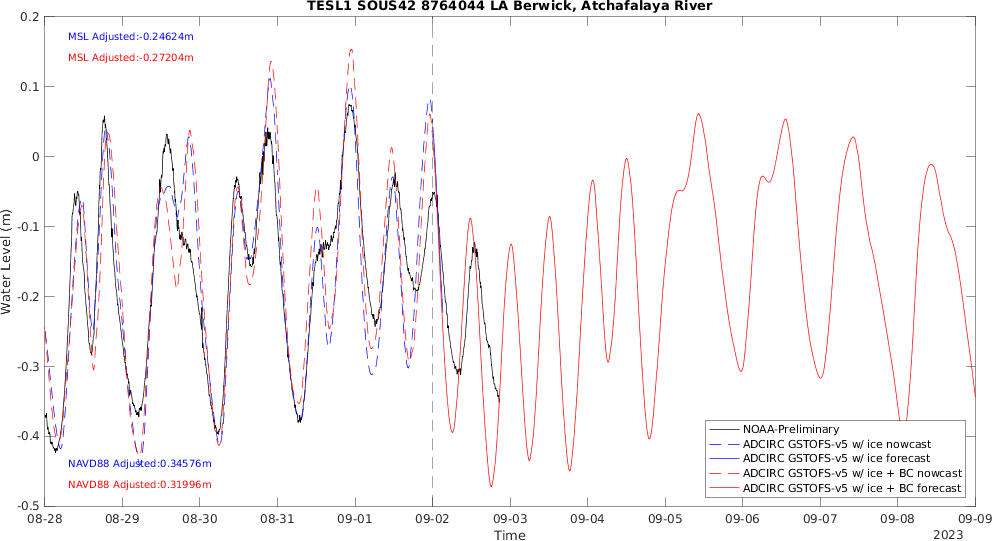 TESL1 SOUS42 8764044 LA Berwick, Atchafalaya River
0.2
MSL Adjusted:-0.24624m
MSL Adjusted:-0.27204m
0.1
0
-0.1
Water Level (m)
-0.2
-0.3
-0.4
NOAA-Preliminary
ADCIRC GSTOFS-v5 w/ ice nowcast
ADCIRC GSTOFS-v5 w/ ice forecast
ADCIRC GSTOFS-v5 w/ ice + BC nowcast
ADCIRC GSTOFS-v5 w/ ice + BC forecast
NAVD88 Adjusted:0.34576m
NAVD88 Adjusted:0.31996m
-0.5
08-28 08-29 08-30 08-31 09-01 09-02 09-03 09-04 09-05 09-06 09-07 09-08 09-09
Time
2023